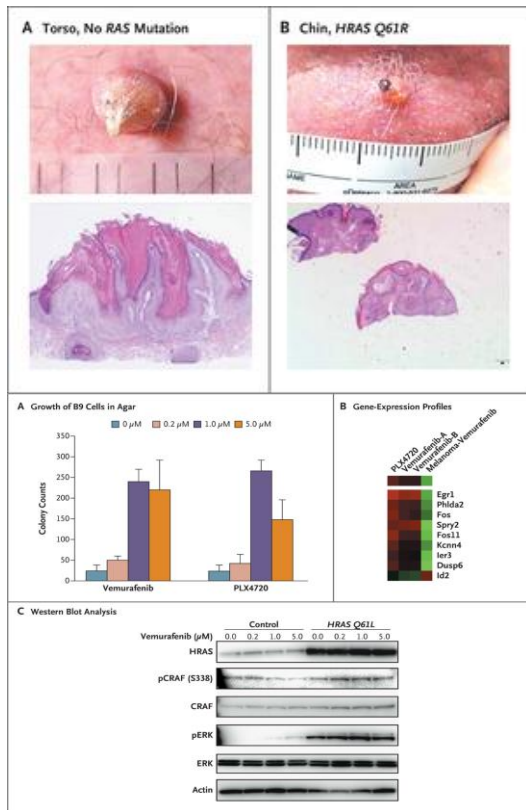 A Torso, No RAS Mutation
B Chin, HRAS Q61R
AREA
A Growth of B9 Cells in Agar
0 μM 0.2 μM 1.0 μM 5.0 μM
Colony Counts
300
250
200
150
100
50
0
Vemurafenib PLX4720
B Gene-Expression Profiles
PLX4720
Vemurafenib-A
Vemurafenib-B
Melanoma-Vemurafenib
Egr1
Phlda2
Fos
Spry2
Fos11
Kcnn4
Ier3
Dusp6
Id2
C Western Blot Analysis
Control HRAS Q61L
Vemurafenib (μM) 0.0 0.2 1.0 5.0 0.0 0.2 1.0 5.0
HRAS
pCRAF (S338)
CRAF
pERK
ERK
Actin